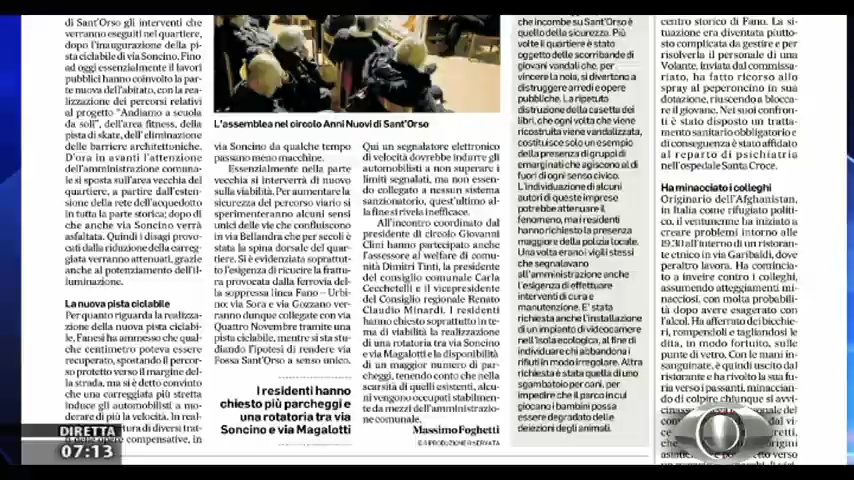 di Sant'Orso gli interventi che
verranno eseguiti nel quartiere,
dopo l'inaugurazione della pi-
sta ciclabile di via Soncino. Fino
ad oggi essenzialmente il lavori
pubblici hanno coinvolto la par-
te nuova dell'abitato, con la rea-
lizzazione dei percorsi relativi
al progetto "Andiamo a scuola
da soli", dell'area fitness, della
pista di skate, dell'eliminazione
delle barriere architettoniche.
D'ora in avanti l'attenzione
dell'amministrazione comuna-
le si sposta sull'area vecchia del
quartiere, a partire dall'esten-
sione della rete dell'acquedotto
in tutta la parte storica; dopo di
che anche via Soncino verrà
asfaltata. Quindi i disagi provo-
cati dalla riduzione della carreg-
giata verranno attenuati, grazie
anche al potenziamento dell'il-
luminazione.
La nuova pista ciclabile
Per quanto riguarda la realizza-
zione della nuova pista ciclabi-
le, Fanesi ha ammesso che qual-
che centimetro poteva essere
recuperato, spostando il percor-
so protetto verso il margine del-
la strada, ma si è detto convinto
che una carreggiata più stretta
induce gli automobilisti a mo-
derare di più la velocità. In real-
tura di diversi trat-
compensative, in
L'assemblea nel circolo Anni Nuovi di Sant'Orso
via Soncino da qualche tempo
passano meno macchine.
Essenzialmente nella parte
vecchia si interverrà di nuovo
sulla viabilità. Per aumentare la
sicurezza del percorso viario si
sperimenteranno alcuni sensi
unici delle vie che confluiscono
in via Bellandra che per secoli è
stata la spina dorsale del quar-
tiere. Si è evidenziata soprattut-
to l'esigenza di ricucire la frattu-
ra provocata dalla ferrovia del-
la suppressa linea Fano – Urbi-
no, via Sora e via Gozzano ver-
ranno dunque collegate con via
Quattro Novembre tramite una
pista ciclabile, mentre si sta stu-
diando l'ipotesi di rendere via
Fossa Sant'Orso a senso unico.
I residenti hanno
chiesto più parcheggi e
una rotatoria tra via
Soncino e via Magalotti
Qui un segnalatore elettronico
di velocità dovrebbe indurre gli
automobilisti a non superare i
limiti segnalati, ma non essen-
do collegato a nessun sistema
sanzionatorio, quest'ultimo al-
la fine si rivela inefficace.
All'incontro coordinato dal
presidente di circolo Giovanni
Clini hanno partecipato anche
l'assessore al welfare di comu-
nità Dimitri Tinti, la presidente
del consiglio comunale Carla
Cecchetelli e il vicepresidente
del Consiglio regionale Renato
Claudio Minardi. I residenti
hanno chiesto soprattutto in te-
ma di viabilità la realizzazione
di una rotatoria tra via Soncino
e via Magalotti e la disponibilità
di un maggior numero di par-
cheggi, tenendo conto che nella
scarsità di quelli esistenti, alcu-
ni vengono occupati stabilmen-
te da mezzi dell'amministrazio-
ne comunale.
Massimo Foghetti
© RIPRODUZIONE RISERVATA
che incombe su Sant'Orso è
quello della sicurezza. Più
volte il quartiere è stato
oggetto delle scorribande di
giovani vandali che, per
vincere la noia, si divertono a
distruggere arredi e opere
pubbliche. La ripetuta
distruzione della casetta dei
libri, che ogni volta che viene
ricostruita viene vandalizzata,
costituisce solo un esempio
della presenza di gruppi di
emarginati che agiscono al di
fuori di ogni senso civico.
L'individuazione di alcuni
autori di queste imprese
potrebbe attenuare il
fenomeno, ma i residenti
hanno richiesto la presenza
maggiore della polizia locale.
Una volta erano i vigli stessi
che segnalavano
all'amministrazione anche
l'esigenza di effettuare
interventi di cura e
manutenzione. E' stata
richiesta anche l'installazione
di un impianto di videocamere
nell'isola ecologica, al fine di
individuare chi abbandona i
rifiuti in modo irregolare. Altra
richiesta è stata quella di uno
sgambatoio per cani, per
impedire che il parco in cui
giocano i bambini possa
essere degradato dalle
deiezioni degli animali.
centro storico di Fano. La si-
tuazione era diventata piutto-
sto complicata da gestire e per
risolverla il personale di una
Volante, inviata dal commissa-
riato, ha fatto ricorso allo
spray al peperoncino in sua
dotazione, riuscendo a blocca-
re il giovane. Nei suoi confron-
ti è stato disposto un tratta-
mento sanitario obbligatorio e
di conseguenza è stato affidato
al reparto di psichiatria
nell'ospedale Santa Croce.
Ha minacciato i colleghi
Originario dell'Afghanistan,
in Italia come rifugiato politi-
co, il ventunenne ha iniziato a
creare problemi intorno alle
19.30 all'interno di un ristoran-
te etnico in via Garibaldi, dove
peraltro lavora. Ha comincia-
to a inveire contro i colleghi,
assumendo atteggiamenti mi-
nacciosi, con molta probabili-
tà dopo avere esagerato con
l'alcol. Ha afferrato dei bicchie-
ri, rompendoli e tagliandosi le
dita, in modo fortuito, sulle
punte di vetro. Con le mani in-
sanguinate, è quindi uscito dal
ristorante e ha rivolto la sua fu-
ria verso i passanti, minaccian-
do di colpire chiunque si avvi-
DIRETTA
07:13